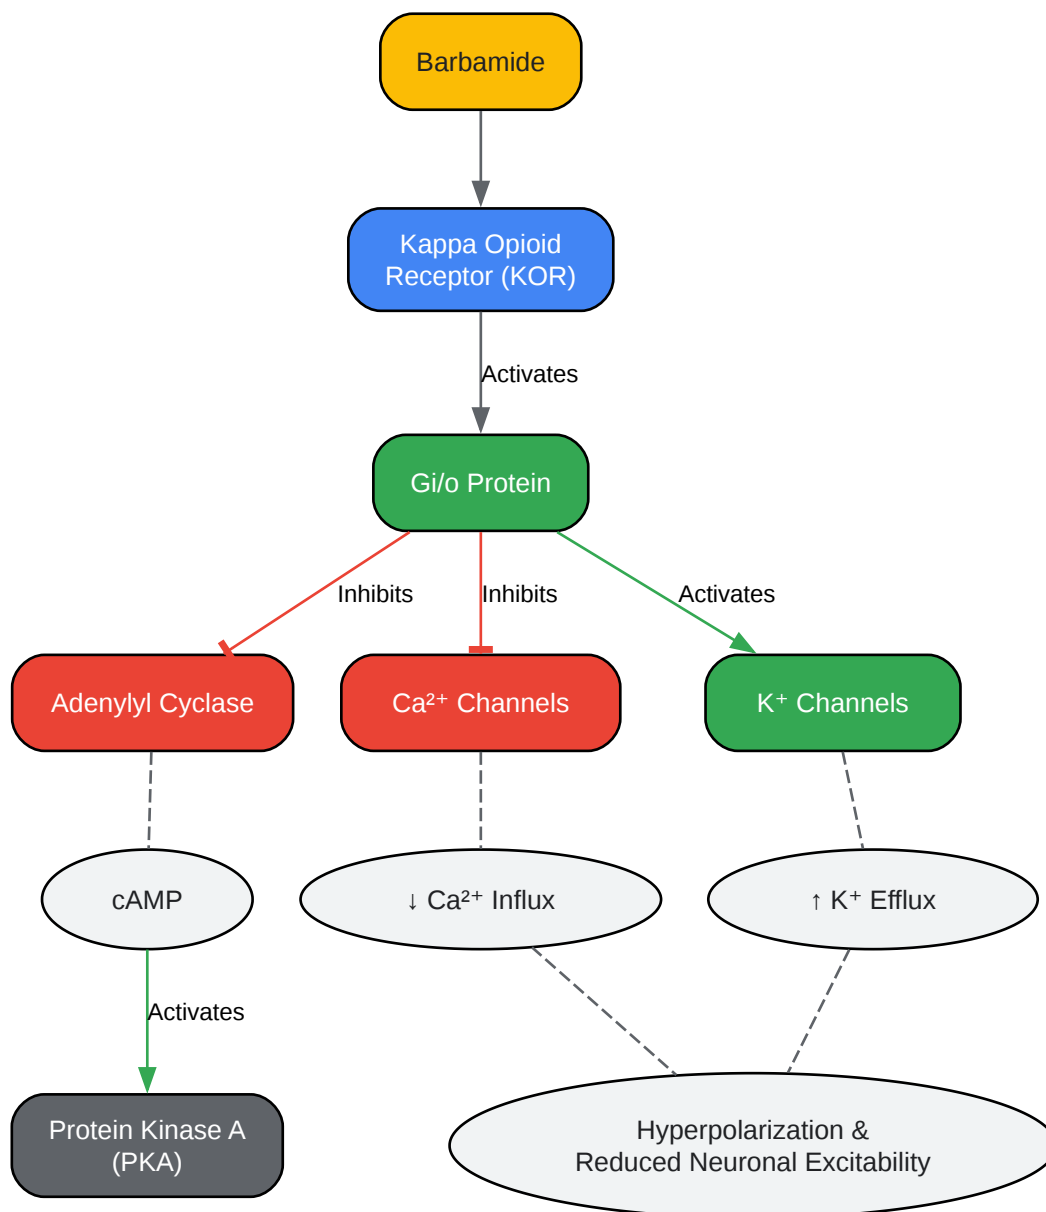 Barbamide
Kappa Opioid
Receptor (KOR)
Activates
Gi/o Protein
Inhibits
Inhibits
Activates
Adenylyl Cyclase
Ca²⁺ Channels
K⁺ Channels
cAMP
↓ Ca²⁺ Influx
↑ K⁺ Efflux
Activates
Protein Kinase A
(PKA)
Hyperpolarization &
Reduced Neuronal Excitability